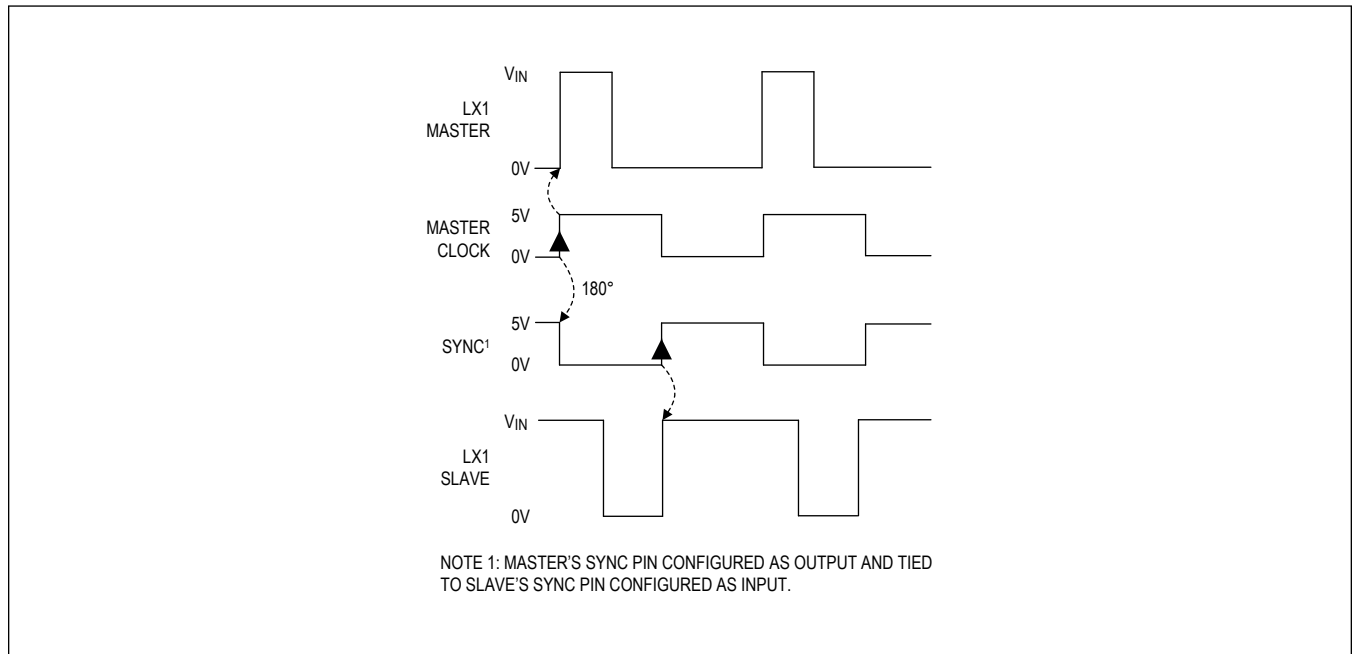 VIN
LX1
MASTER
0V
5V
MASTER
CLOCK
0V
180°
5V
SYNC¹
0V
VIN
LX1
SLAVE
0V
NOTE 1: MASTER'S SYNC PIN CONFIGURED AS OUTPUT AND TIED
TO SLAVE'S SYNC PIN CONFIGURED AS INPUT.